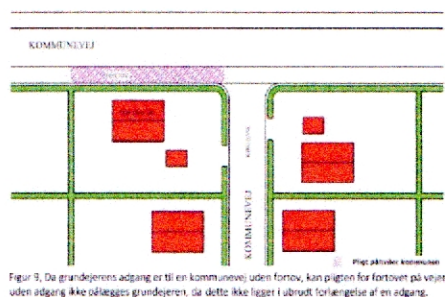 KOMMUNEVEJ
KOMMUNEVEJ
Pligt påhviler kommunen
Figur 9, Da grundejerens adgang er til en kommunevej uden fortov, kan pligten for fortovet på vejen
uden adgang ikke pålægges grundejeren, da dette ikke ligger i ubrudt forlængelse af en adgang.